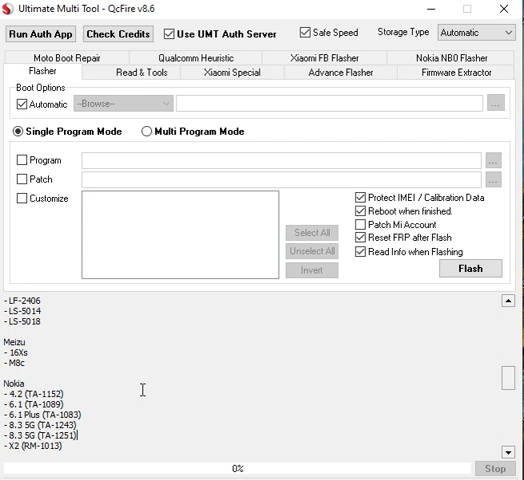 Ultimate Multi Tool - QcFire v8.6
Run Auth App
Check Credits
Use UMT Auth Server
Safe Speed
Storage Type
Automatic
Moto Boot Repair
Qualcomm Heuristic
Xiaomi FB Flasher
Nokia NB0 Flasher
Flasher
Read & Tools
Xiaomi Special
Advance Flasher
Firmware Extractor
Boot Options
Automatic
--Browse--
...
Single Program Mode
Multi Program Mode
Program
...
Patch
...
Customize
Protect IMEI / Calibration Data
Reboot when finished.
Patch Mi Account
Reset FRP after Flash
Read Info when Flashing
Select All
Unselect All
Invert
Flash
- LF-2406
- LS-5014
- LS-5018
Meizu
- 16Xs
- M8c
Nokia
- 4.2 (TA-1152)
- 6.1 (TA-1089)
- 6.1 Plus (TA-1083)
- 8.3 5G (TA-1243)
- 8.3 5G (TA-1251)
- X2 (RM-1013)
0%
Stop